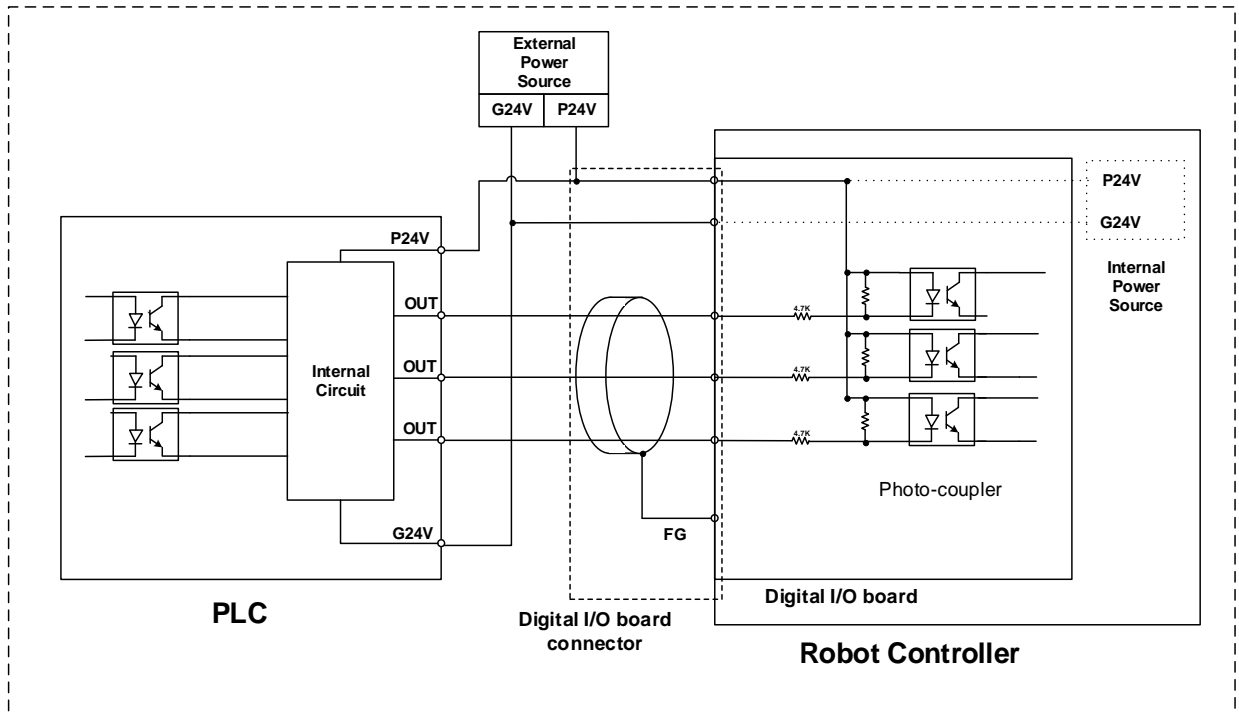 External
Power
Source
G24V
P24V
P24V
G24V
Internal
Power
Source
P24V
OUT
OUT
OUT
G24V
Internal
Circuit
4.7K
4.7K
4.7K
Photo-coupler
FG
PLC
Digital I/O board
connector
Digital I/O board
Robot Controller